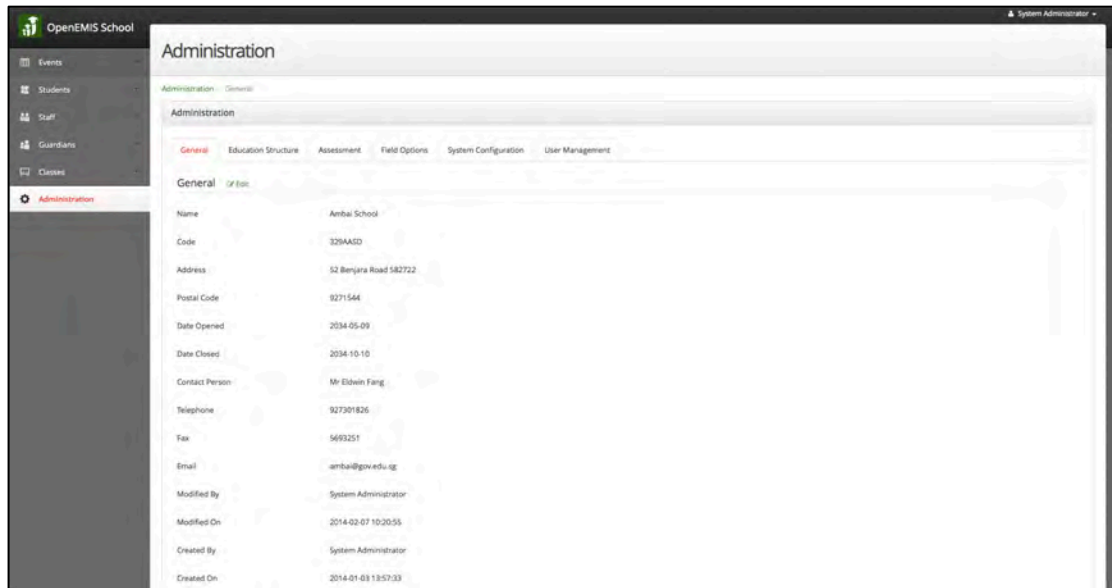 System Administrator
OpenEMIS School
Administration
Events
Students
Staff
Guardians
Classes
Administration
Administration General
Administration
General Education Structure Assessment Field Options System Configuration User Management
General Edit
Name Ambai School
Code 329AASD
Address 52 Benjara Road 582722
Postal Code 9271544
Date Opened 2034-05-09
Date Closed 2034-10-10
Contact Person Mr Eldwin Fang
Telephone 927301826
Fax 5693251
Email ambai@gov.edu.sg
Modified By System Administrator
Modified On 2014-02-07 10:20:55
Created By System Administrator
Created On 2014-01-03 13:57:33